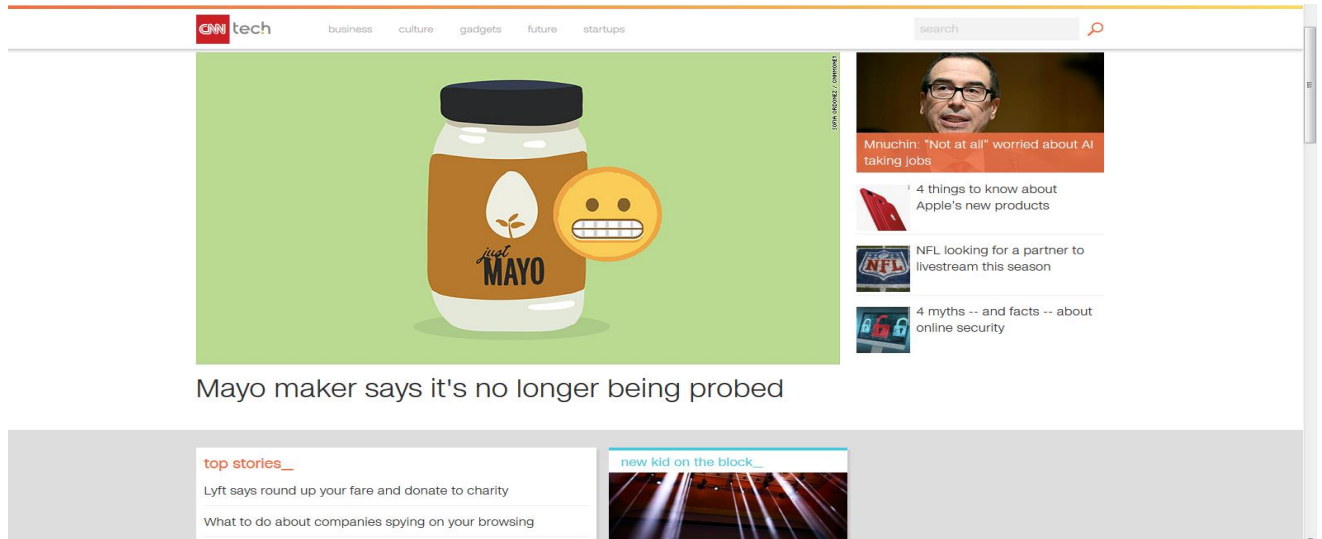 CNN tech
business culture gadgets future startups
search
SOFIA ORDONEZ / CNNMONEY
just
MAYO
Mayo maker says it's no longer being probed
Mnuchin: "Not at all" worried about AI
taking jobs
4 things to know about
Apple's new products
NFL
NFL looking for a partner to
livestream this season
4 myths -- and facts -- about
online security
top stories_
Lyft says round up your fare and donate to charity
What to do about companies spying on your browsing
new kid on the block_